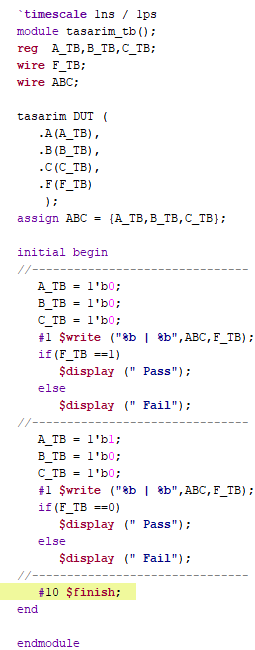 `timescale 1ns / 1ps
module tasarim_tb();
reg  A_TB,B_TB,C_TB;
wire F_TB;
wire ABC;

tasarim DUT (
   .A(A_TB),
   .B(B_TB),
   .C(C_TB),
   .F(F_TB)
    );
assign ABC = {A_TB,B_TB,C_TB};

initial begin
//-------------------------------
   A_TB = 1'b0;
   B_TB = 1'b0;
   C_TB = 1'b0;
   #1 $write ("%b | %b",ABC,F_TB);
   if(F_TB ==1)
      $display (" Pass");
   else
      $display (" Fail");
//-------------------------------
   A_TB = 1'b1;
   B_TB = 1'b0;
   C_TB = 1'b0;
   #1 $write ("%b | %b",ABC,F_TB);
   if(F_TB ==0)
      $display (" Pass");
   else
      $display (" Fail");
//-------------------------------
   #10 $finish;
end

endmodule